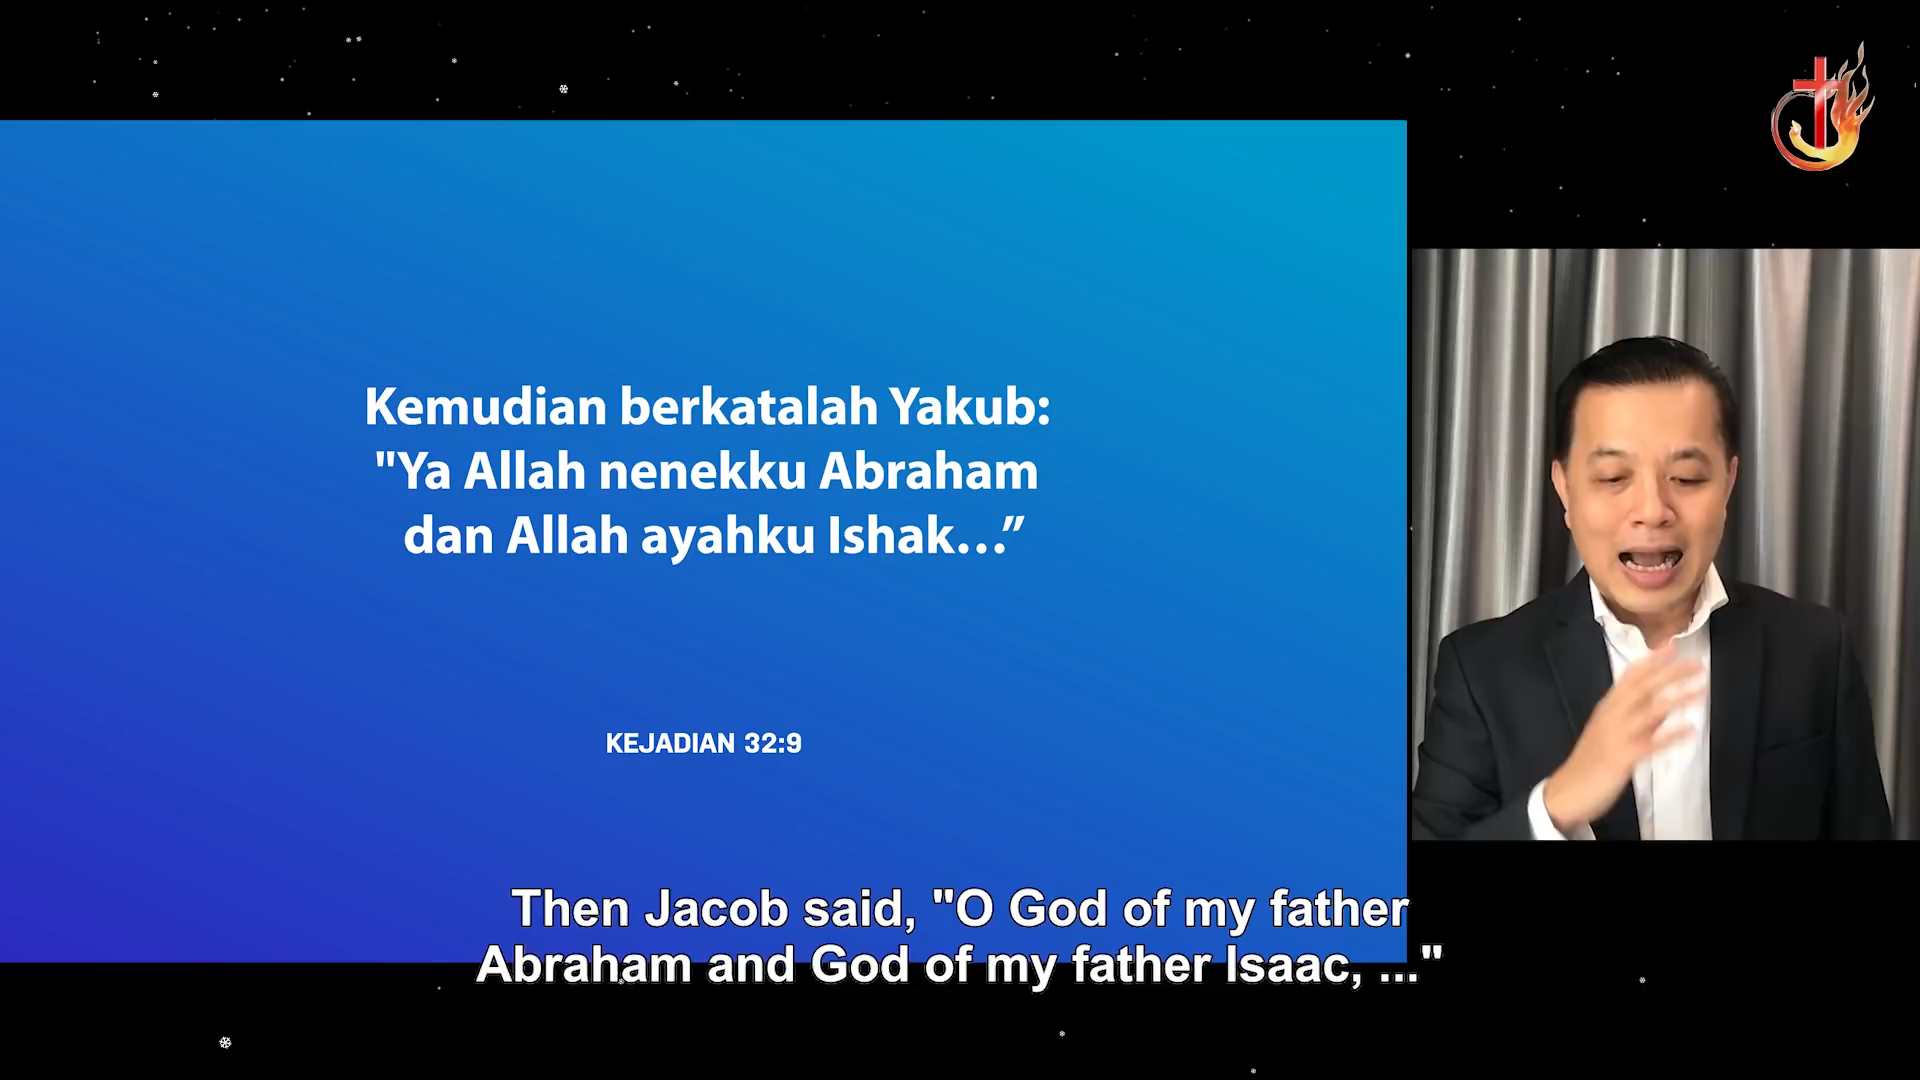 Kemudian berkatalah Yakub:
"Ya Allah nenekku Abraham
dan Allah ayahku Ishak...”
KEJADIAN 32:9
Then Jacob said, "O God of my father
Abraham and God of my father Isaac, ..."